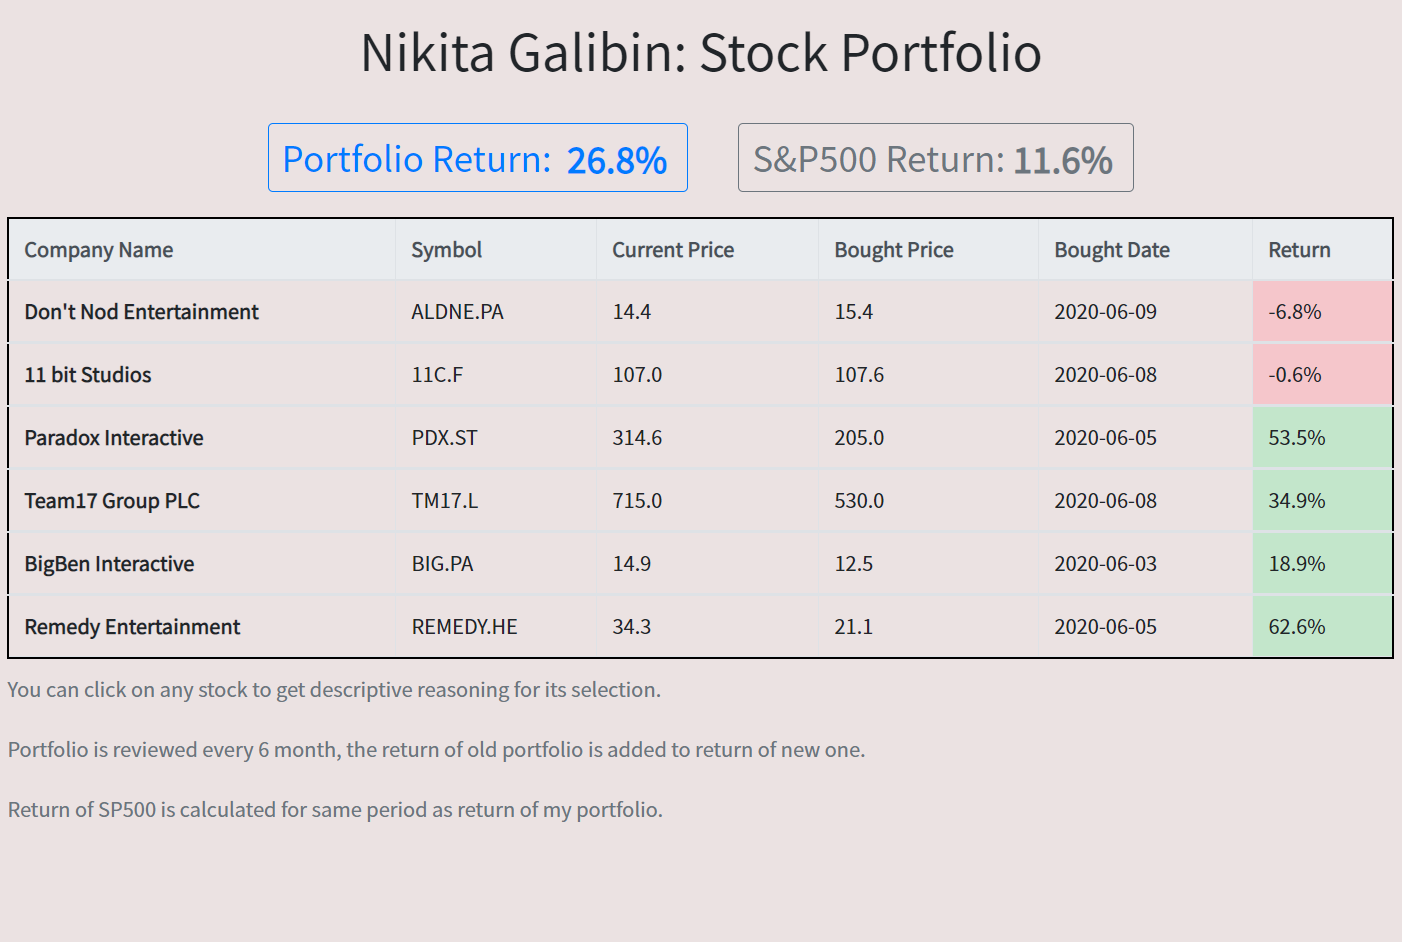 Nikita Galibin: Stock Portfolio
Portfolio Return: 26.8% S&P500 Return: 11.6%
Company Name Symbol Current Price Bought Price Bought Date Return
Don't Nod Entertainment ALDNE.PA 14.4 15.4 2020-06-09 -6.8%
11 bit Studios 11C.F 107.0 107.6 2020-06-08 -0.6%
Paradox Interactive PDX.ST 314.6 205.0 2020-06-05 53.5%
Team17 Group PLC TM17.L 715.0 530.0 2020-06-08 34.9%
BigBen Interactive BIG.PA 14.9 12.5 2020-06-03 18.9%
Remedy Entertainment REMEDY.HE 34.3 21.1 2020-06-05 62.6%
You can click on any stock to get descriptive reasoning for its selection.
Portfolio is reviewed every 6 month, the return of old portfolio is added to return of new one.
Return of SP500 is calculated for same period as return of my portfolio.